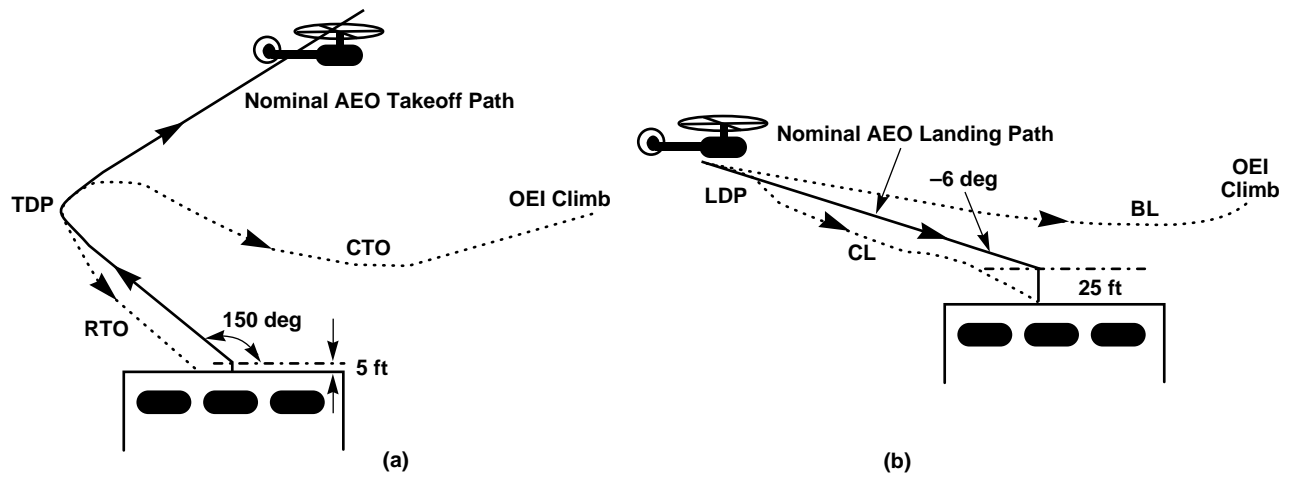 Nominal AEO Takeoff Path
TDP
OEI Climb
CTO
RTO
150 deg
5 ft
(a)
Nominal AEO Landing Path
LDP
–6 deg
OEI
Climb
BL
CL
25 ft
(b)